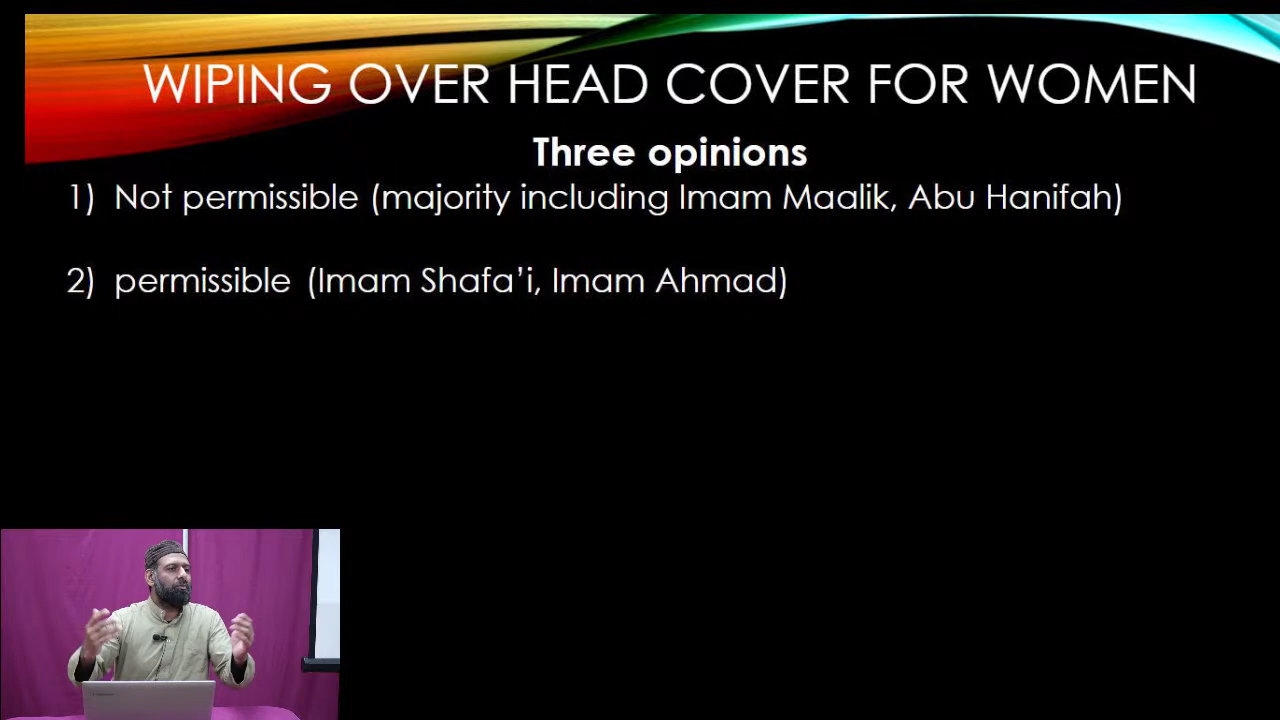 WIPING OVER HEAD COVER FOR WOMEN
Three opinions
1) Not permissible (majority including Imam Maalik, Abu Hanifah)
2) permissible (Imam Shafa’i, Imam Ahmad)